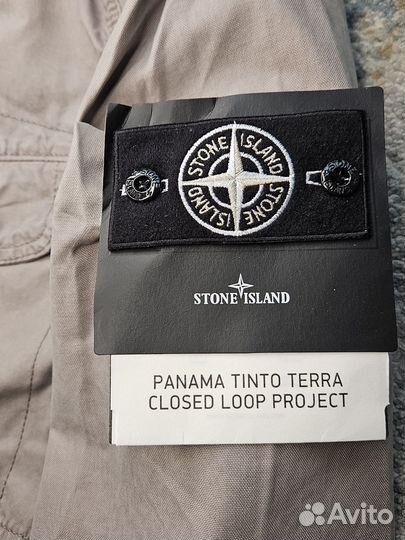 STONE ISLAND
STONE ISLAND
STONE ISLAND
PANAMA TINTO TERRA
CLOSED LOOP PROJECT
Avito